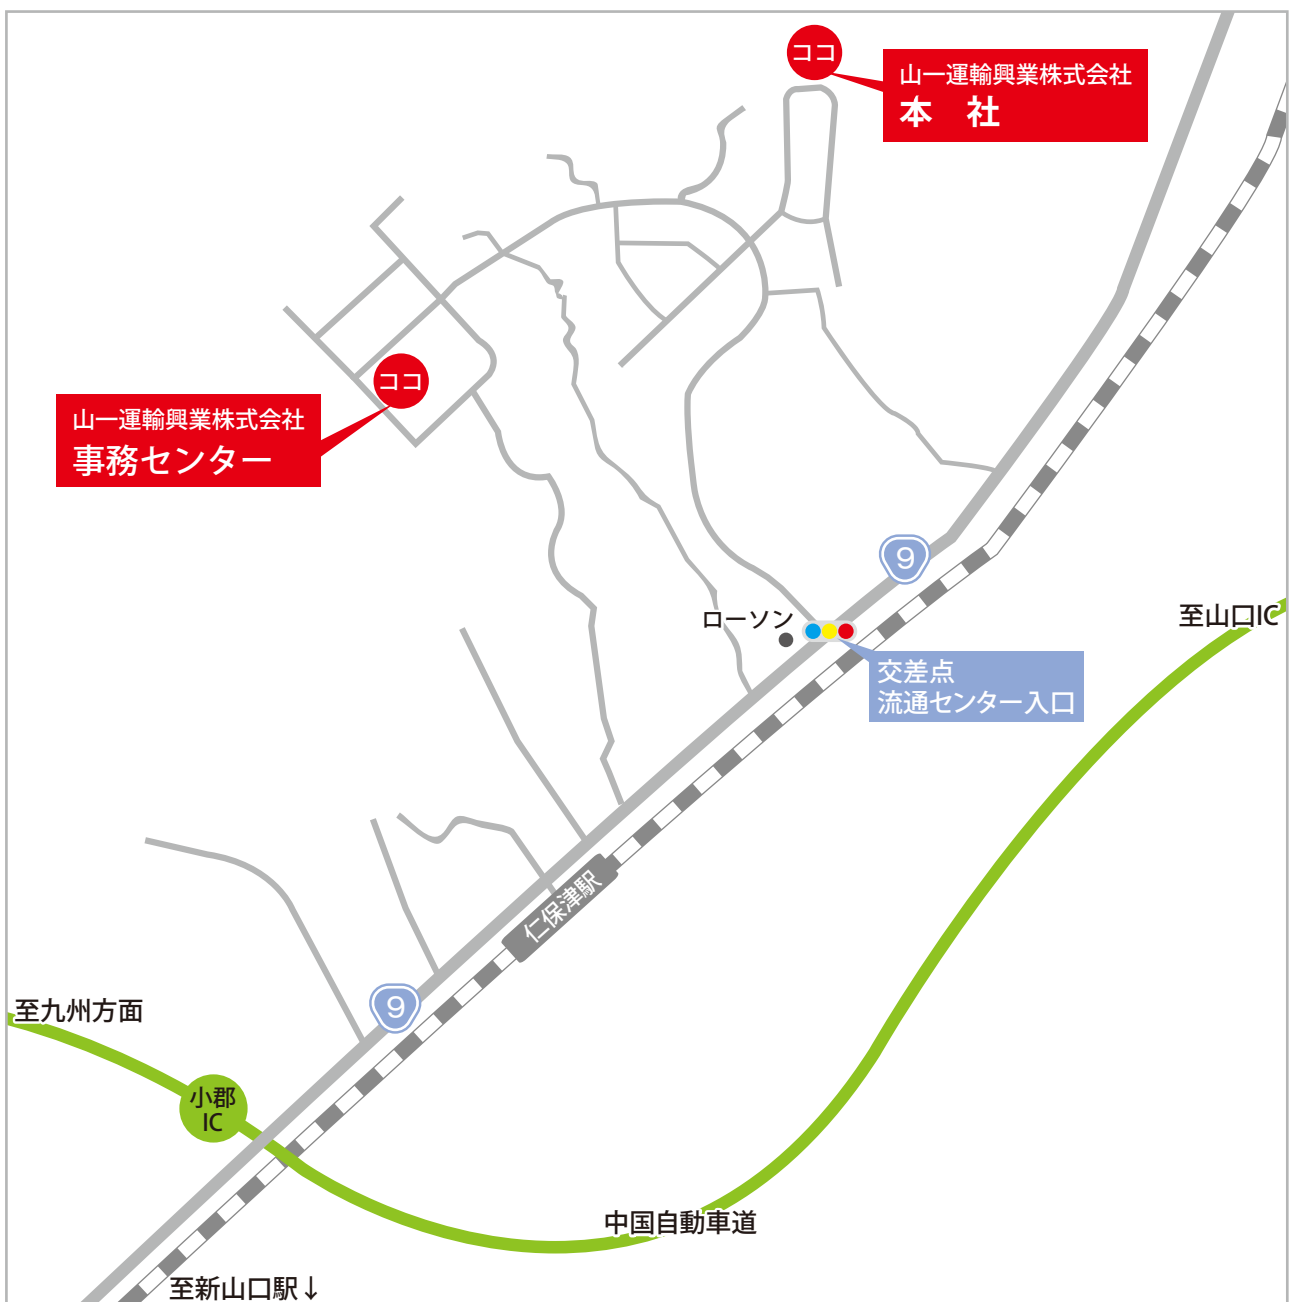 ココ
山一運輸興業株式会社
本　社
ココ
山一運輸興業株式会社
事務センター
9
ローソン
至山口IC
交差点
流通センター入口
仁保津駅
9
至九州方面
小郡
IC
中国自動車道
至新山口駅↓